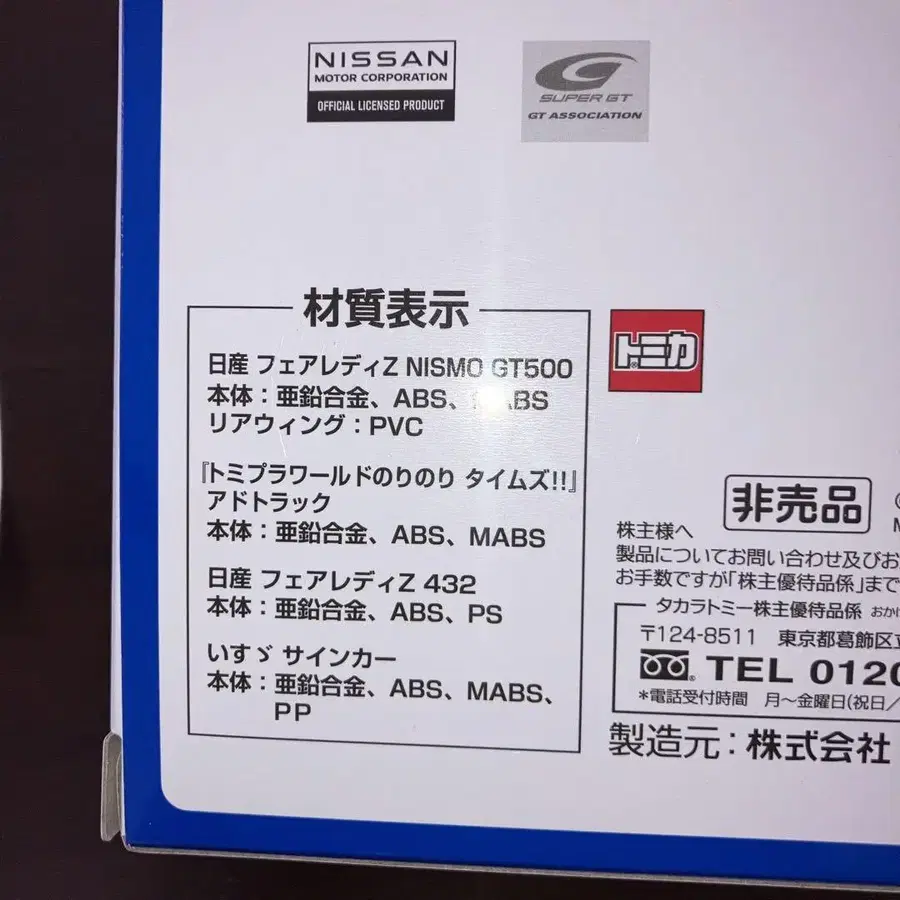 NISSAN
MOTOR CORPORATION
OFFICIAL LICENSED PRODUCT
SUPER GT
GT ASSOCIATION
材質表示
日産 フェアレディZ NISMO GT500
本体：亜鉛合金、ABS、
リアウィング：PVC
『トミプラワールドのりのり タイムズ!!』
アドトラック
本体：亜鉛合金、ABS、MABS
日産 フェアレディZ 432
本体：亜鉛合金、ABS、PS
いすゞ サインカー
本体：亜鉛合金、ABS、MABS、
PP
トミカ
®
非売品
株主様へ
製品についてお問い合わせ及びお
お手数ですが「株主優待品係」まで
タカラトミー株主優待品係 おかけ
〒124-8511 東京都葛飾区立
TEL 0120
*電話受付時間 月～金曜日(祝日/
製造元：株式会社